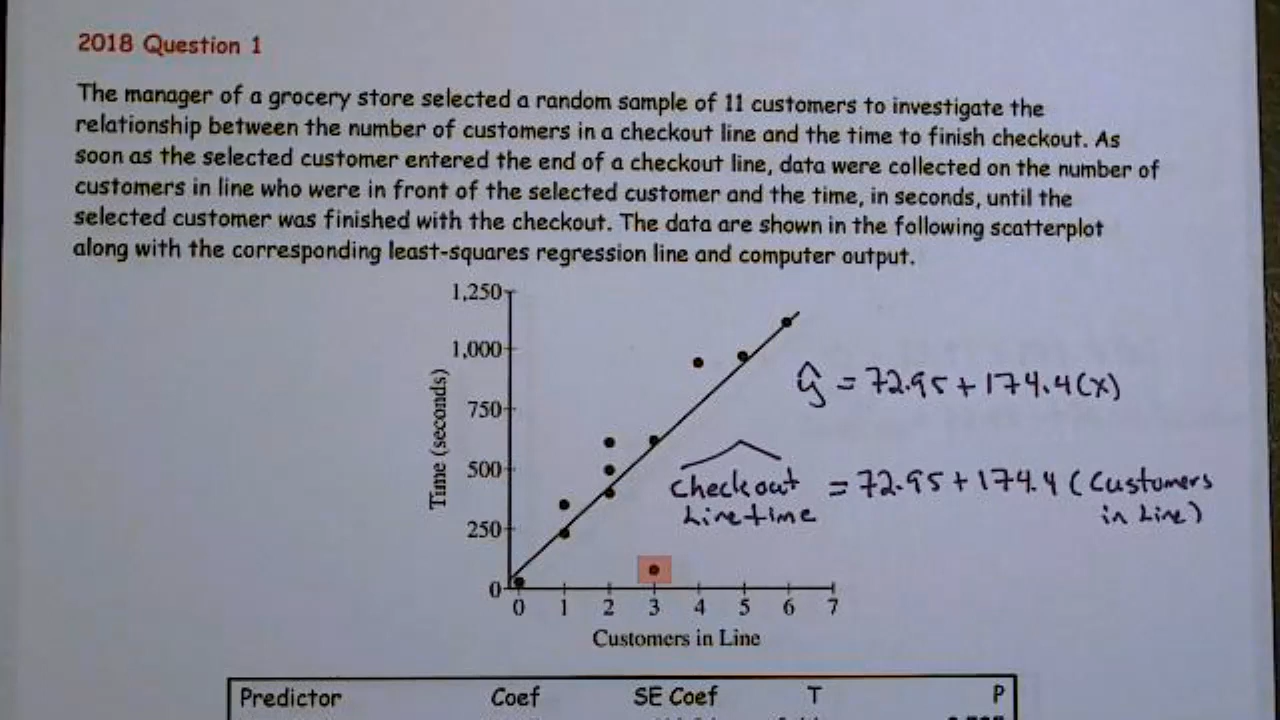 2018 Question 1
The manager of a grocery store selected a random sample of 11 customers to investigate the
relationship between the number of customers in a checkout line and the time to finish checkout. As
soon as the selected customer entered the end of a checkout line, data were collected on the number of
customers in line who were in front of the selected customer and the time, in seconds, until the
selected customer was finished with the checkout. The data are shown in the following scatterplot
along with the corresponding least-squares regression line and computer output.
1,250
1,000
750
500
250
0
Time (seconds)
0 1 2 3 4 5 6 7
Customers in Line
ŷ = 72.95 + 174.4(x)
Checkout = 72.95 + 174.4 (Customers
Line time in Line)
Predictor Coef SE Coef T P